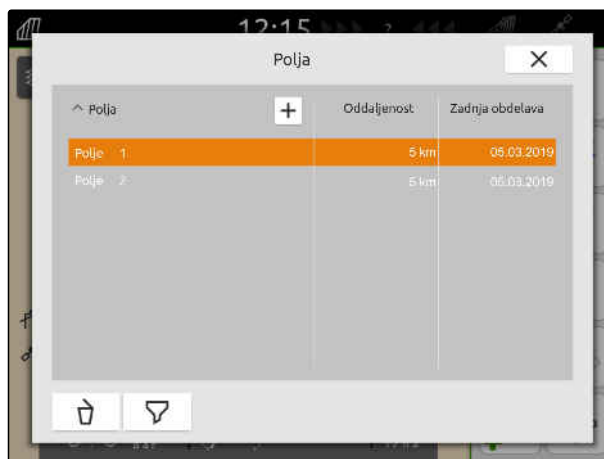 12:15
Polja
^ Polja + Oddaljenost Zadnja obdelava
Polje 1 5 km 05.03.2019
Polje 2 5 km 05.03.2019